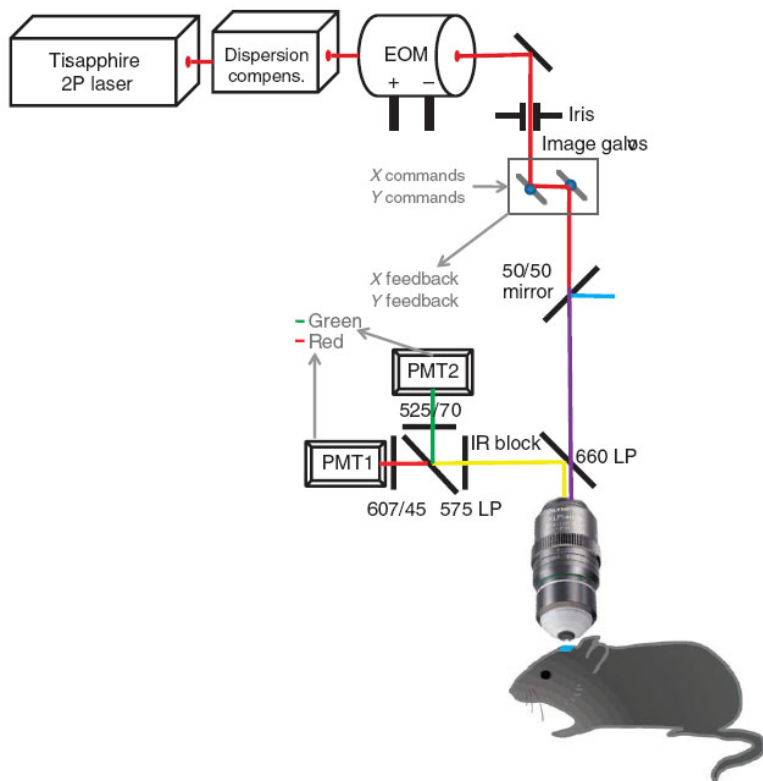 Tisapphire
2P laser
Dispersion
compens.
EOM
+ −
Iris
Image galvos
X commands
Y commands
X feedback
Y feedback
50/50
mirror
Green
Red
PMT2
525/70
IR block
660 LP
PMT1
607/45
575 LP